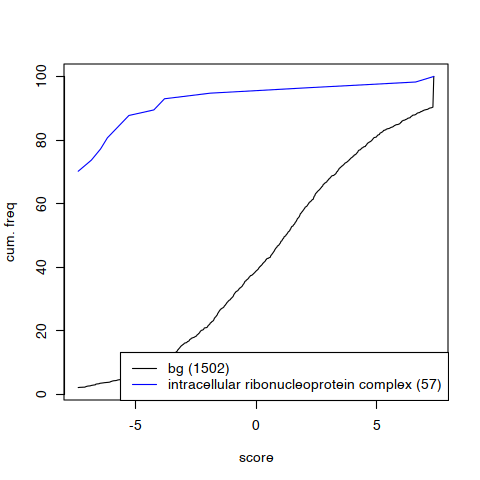 cum. freq
100
80
60
40
20
0
bg (1502)
intracellular ribonucleoprotein complex (57)
-5
0
5
score